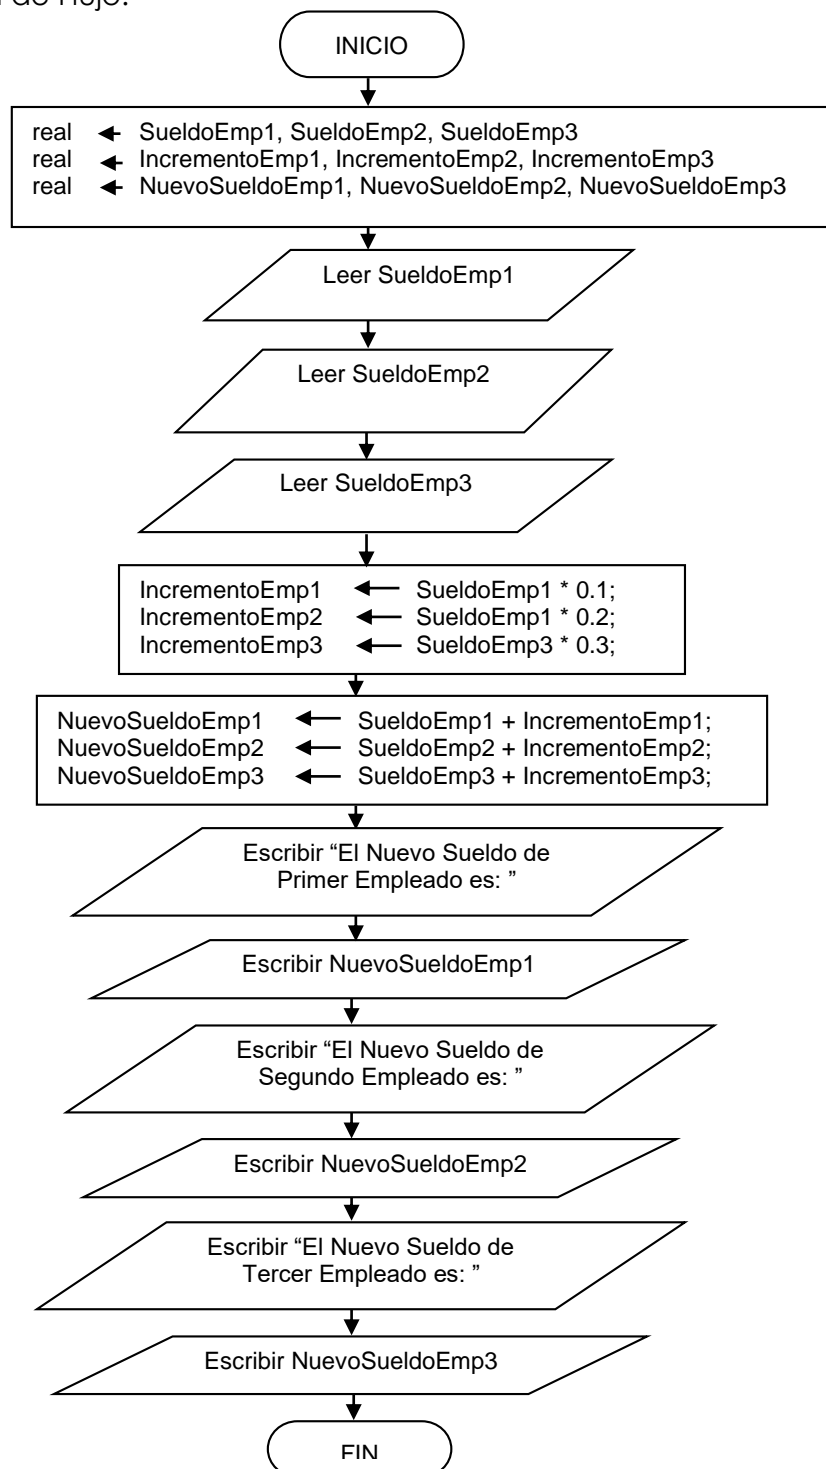 de Flujo.
INICIO
real ← SueldoEmp1, SueldoEmp2, SueldoEmp3
real ← IncrementoEmp1, IncrementoEmp2, IncrementoEmp3
real ← NuevoSueldoEmp1, NuevoSueldoEmp2, NuevoSueldoEmp3
Leer SueldoEmp1
Leer SueldoEmp2
Leer SueldoEmp3
IncrementoEmp1 ← SueldoEmp1 * 0.1;
IncrementoEmp2 ← SueldoEmp1 * 0.2;
IncrementoEmp3 ← SueldoEmp3 * 0.3;
NuevoSueldoEmp1 ← SueldoEmp1 + IncrementoEmp1;
NuevoSueldoEmp2 ← SueldoEmp2 + IncrementoEmp2;
NuevoSueldoEmp3 ← SueldoEmp3 + IncrementoEmp3;
Escribir “El Nuevo Sueldo de
Primer Empleado es: ”
Escribir NuevoSueldoEmp1
Escribir “El Nuevo Sueldo de
Segundo Empleado es: ”
Escribir NuevoSueldoEmp2
Escribir “El Nuevo Sueldo de
Tercer Empleado es: ”
Escribir NuevoSueldoEmp3
FIN